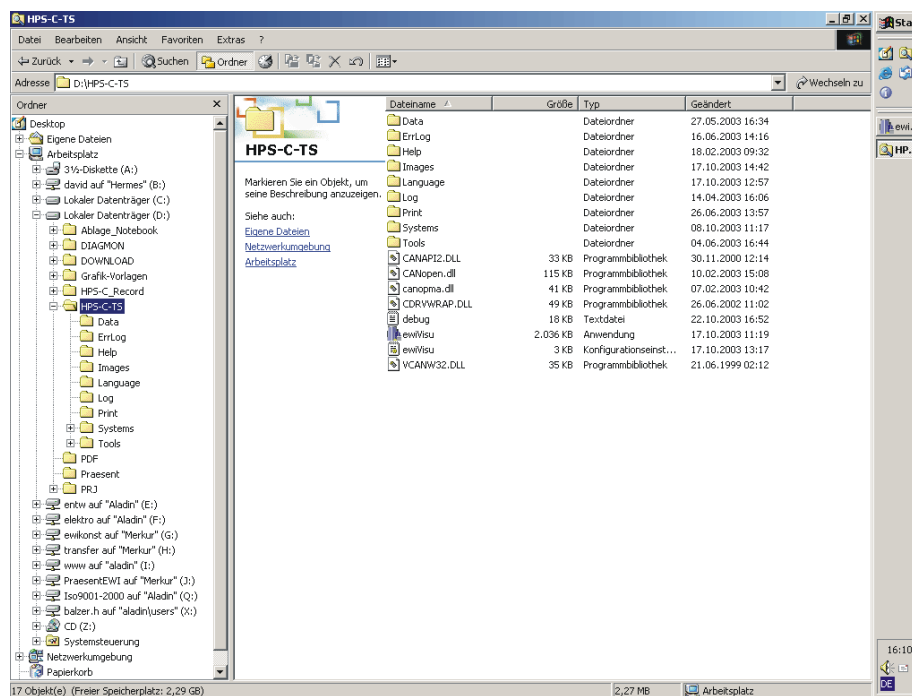 HPS-C-TS
Datei Bearbeiten Ansicht Favoriten Extras ?
Zurück Suchen Ordner
Adresse D:\HPS-C-TS Wechseln zu
Ordner
Desktop
Eigene Dateien
Arbeitsplatz
3½-Diskette (A:)
david auf "Hermes" (B:)
Lokaler Datenträger (C:)
Lokaler Datenträger (D:)
Ablage_Notebook
DIAGMON
DOWNLOAD
Grafik-Vorlagen
HPS-C_Record
HPS-C-TS
Data
ErrLog
Help
Images
Language
Log
Print
Systems
Tools
PDF
Praesent
PRJ
entw auf "Aladin" (E:)
elektro auf "Aladin" (F:)
ewikonst auf "Merkur" (G:)
transfer auf "Merkur" (H:)
www auf "aladin" (I:)
PraesentEWI auf "Merkur" (J:)
Iso9001-2000 auf "Aladin" (Q:)
balzer.h auf "aladin\users" (X:)
CD (Z:)
Systemsteuerung
Netzwerkumgebung
Papierkorb
HPS-C-TS
Markieren Sie ein Objekt, um
seine Beschreibung anzuzeigen.
Siehe auch:
Eigene Dateien
Netzwerkumgebung
Arbeitsplatz
Dateiname Größe Typ Geändert
Data Dateiordner 27.05.2003 16:34
ErrLog Dateiordner 16.06.2003 14:16
Help Dateiordner 18.02.2003 09:32
Images Dateiordner 17.10.2003 14:42
Language Dateiordner 17.10.2003 12:57
Log Dateiordner 14.04.2003 16:06
Print Dateiordner 26.06.2003 13:57
Systems Dateiordner 08.10.2003 11:17
Tools Dateiordner 04.06.2003 16:44
CANAPI2.DLL 33 KB Programmbibliothek 30.11.2000 12:14
CANopen.dll 115 KB Programmbibliothek 10.02.2003 15:08
canopma.dll 41 KB Programmbibliothek 07.02.2003 10:42
CDRVWRAP.DLL 49 KB Programmbibliothek 26.06.2002 11:02
debug 18 KB Textdatei 22.10.2003 16:52
ewiVisu 2.036 KB Anwendung 17.10.2003 11:19
ewiVisu 3 KB Konfigurationseinst... 17.10.2003 13:17
VCANW32.DLL 35 KB Programmbibliothek 21.06.1999 02:12
17 Objekt(e) (Freier Speicherplatz: 2,29 GB) 2,27 MB Arbeitsplatz
Sta
ewi.
HP.
16:10
DE